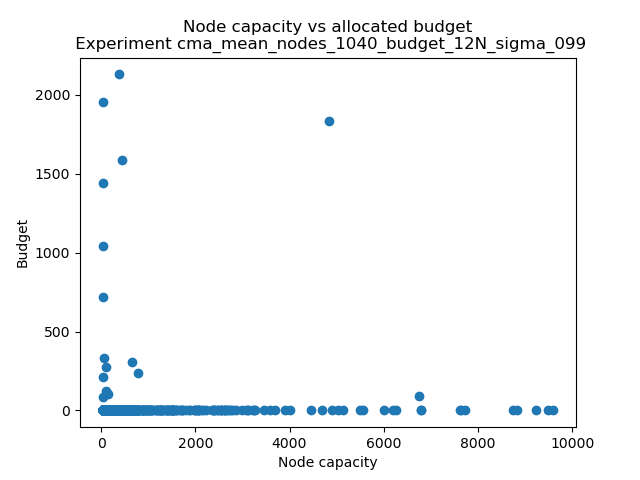 Node capacity vs allocated budget
Experiment cma_mean_nodes_1040_budget_12N_sigma_099
2000
1500
1000
500
0
Budget
0 2000 4000 6000 8000 10000
Node capacity